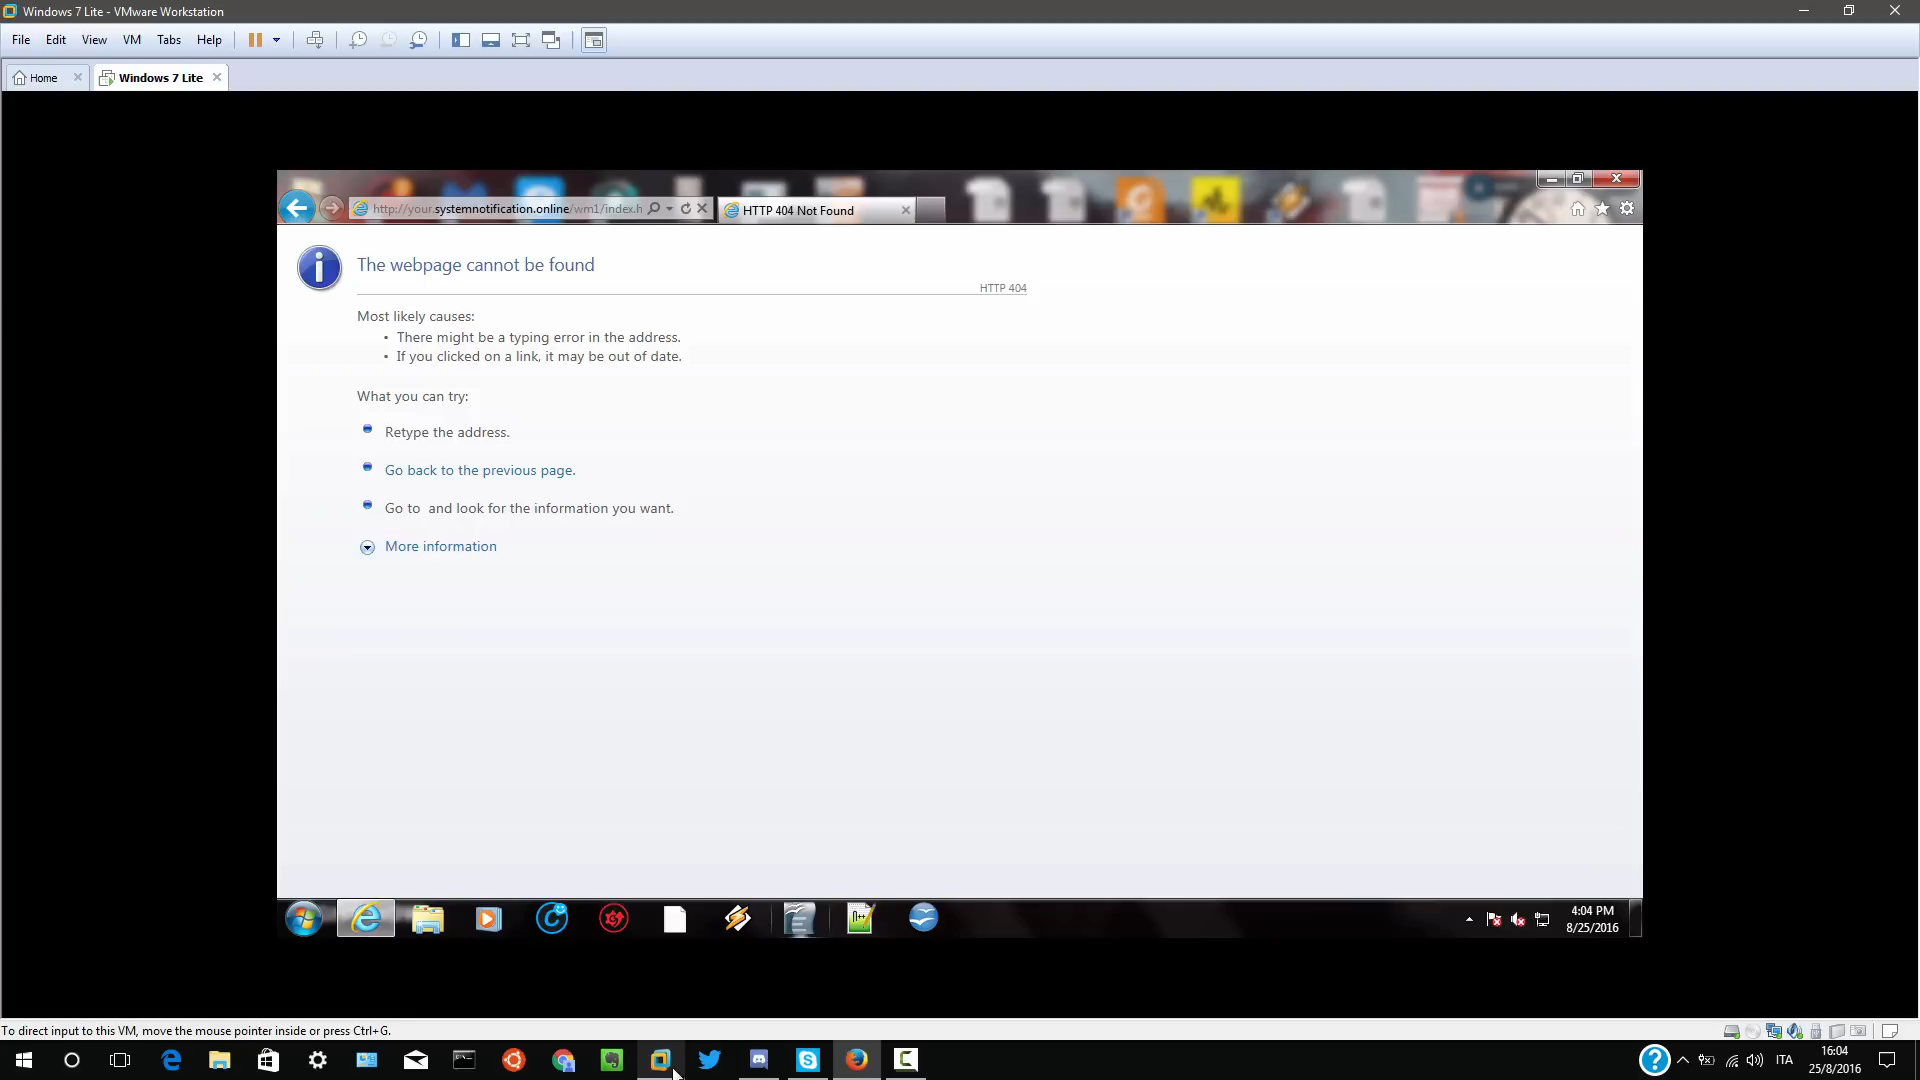 Windows 7 Lite - VMware Workstation
File Edit View VM Tabs Help
Home Windows 7 Lite
http://your.systemnotification.online/wm1/index.h HTTP 404 Not Found
The webpage cannot be found
HTTP 404
Most likely causes:
• There might be a typing error in the address.
• If you clicked on a link, it may be out of date.
What you can try:
Retype the address.
Go back to the previous page.
Go to  and look for the information you want.
More information
4:04 PM
8/25/2016
To direct input to this VM, move the mouse pointer inside or press Ctrl+G.
ITA
16:04
25/8/2016